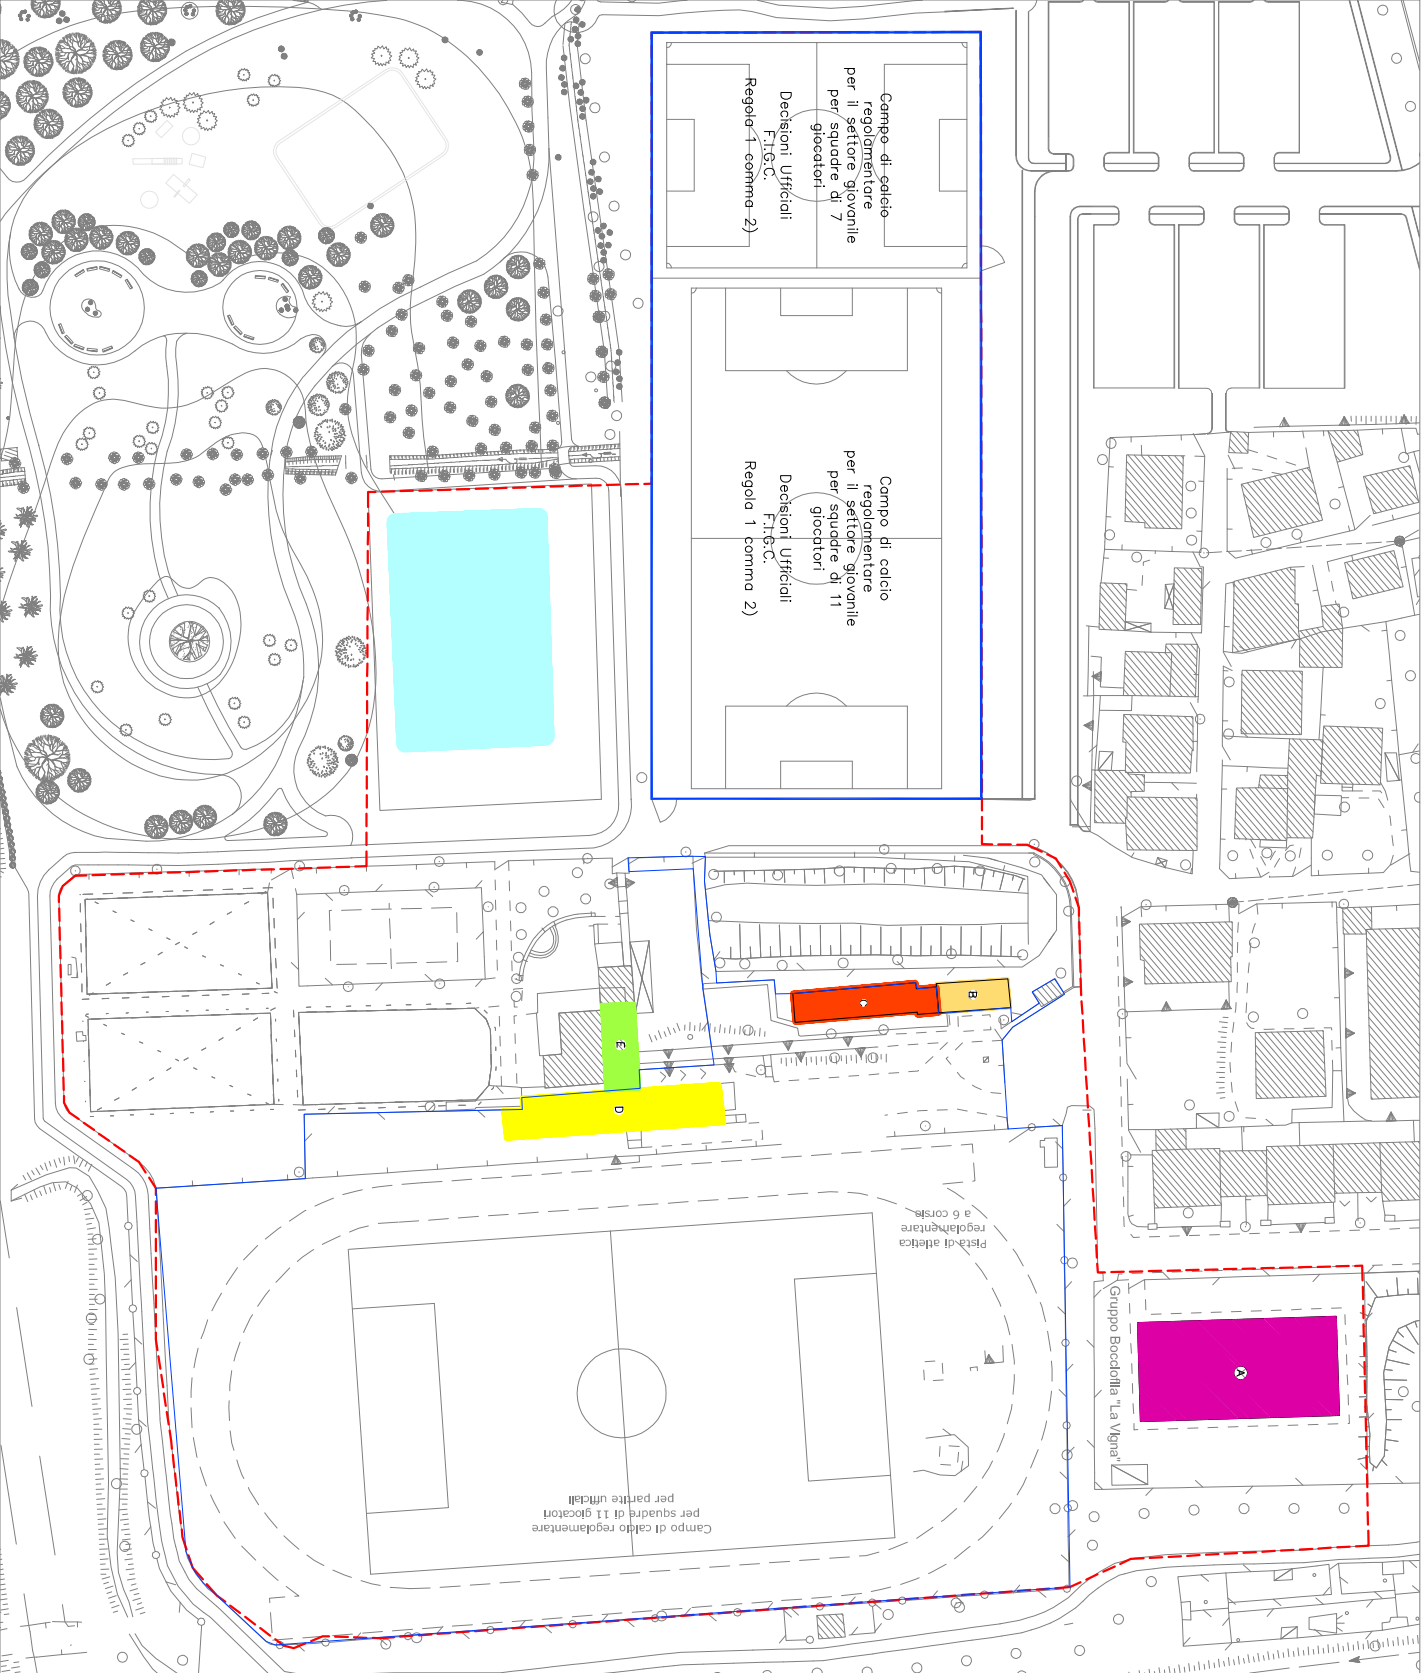 Campo di calcio
regolamentare
per il settore giovanile
per squadre di 7
giocatori
Decisioni Ufficiali
F.I.G.C.
Regola 1 comma 2)
Campo di calcio
regolamentare
per il settore giovanile
per squadre di 11
giocatori
Decisioni Ufficiali
F.I.G.C.
Regola 1 comma 2)
C
B
E
D
Pista di atletica
regolamentare
a 6 corsie
Gruppo Bocciofila "La Vigna"
A
Campo di calcio regolamentare
per squadre di 11 giocatori
per partite ufficiali